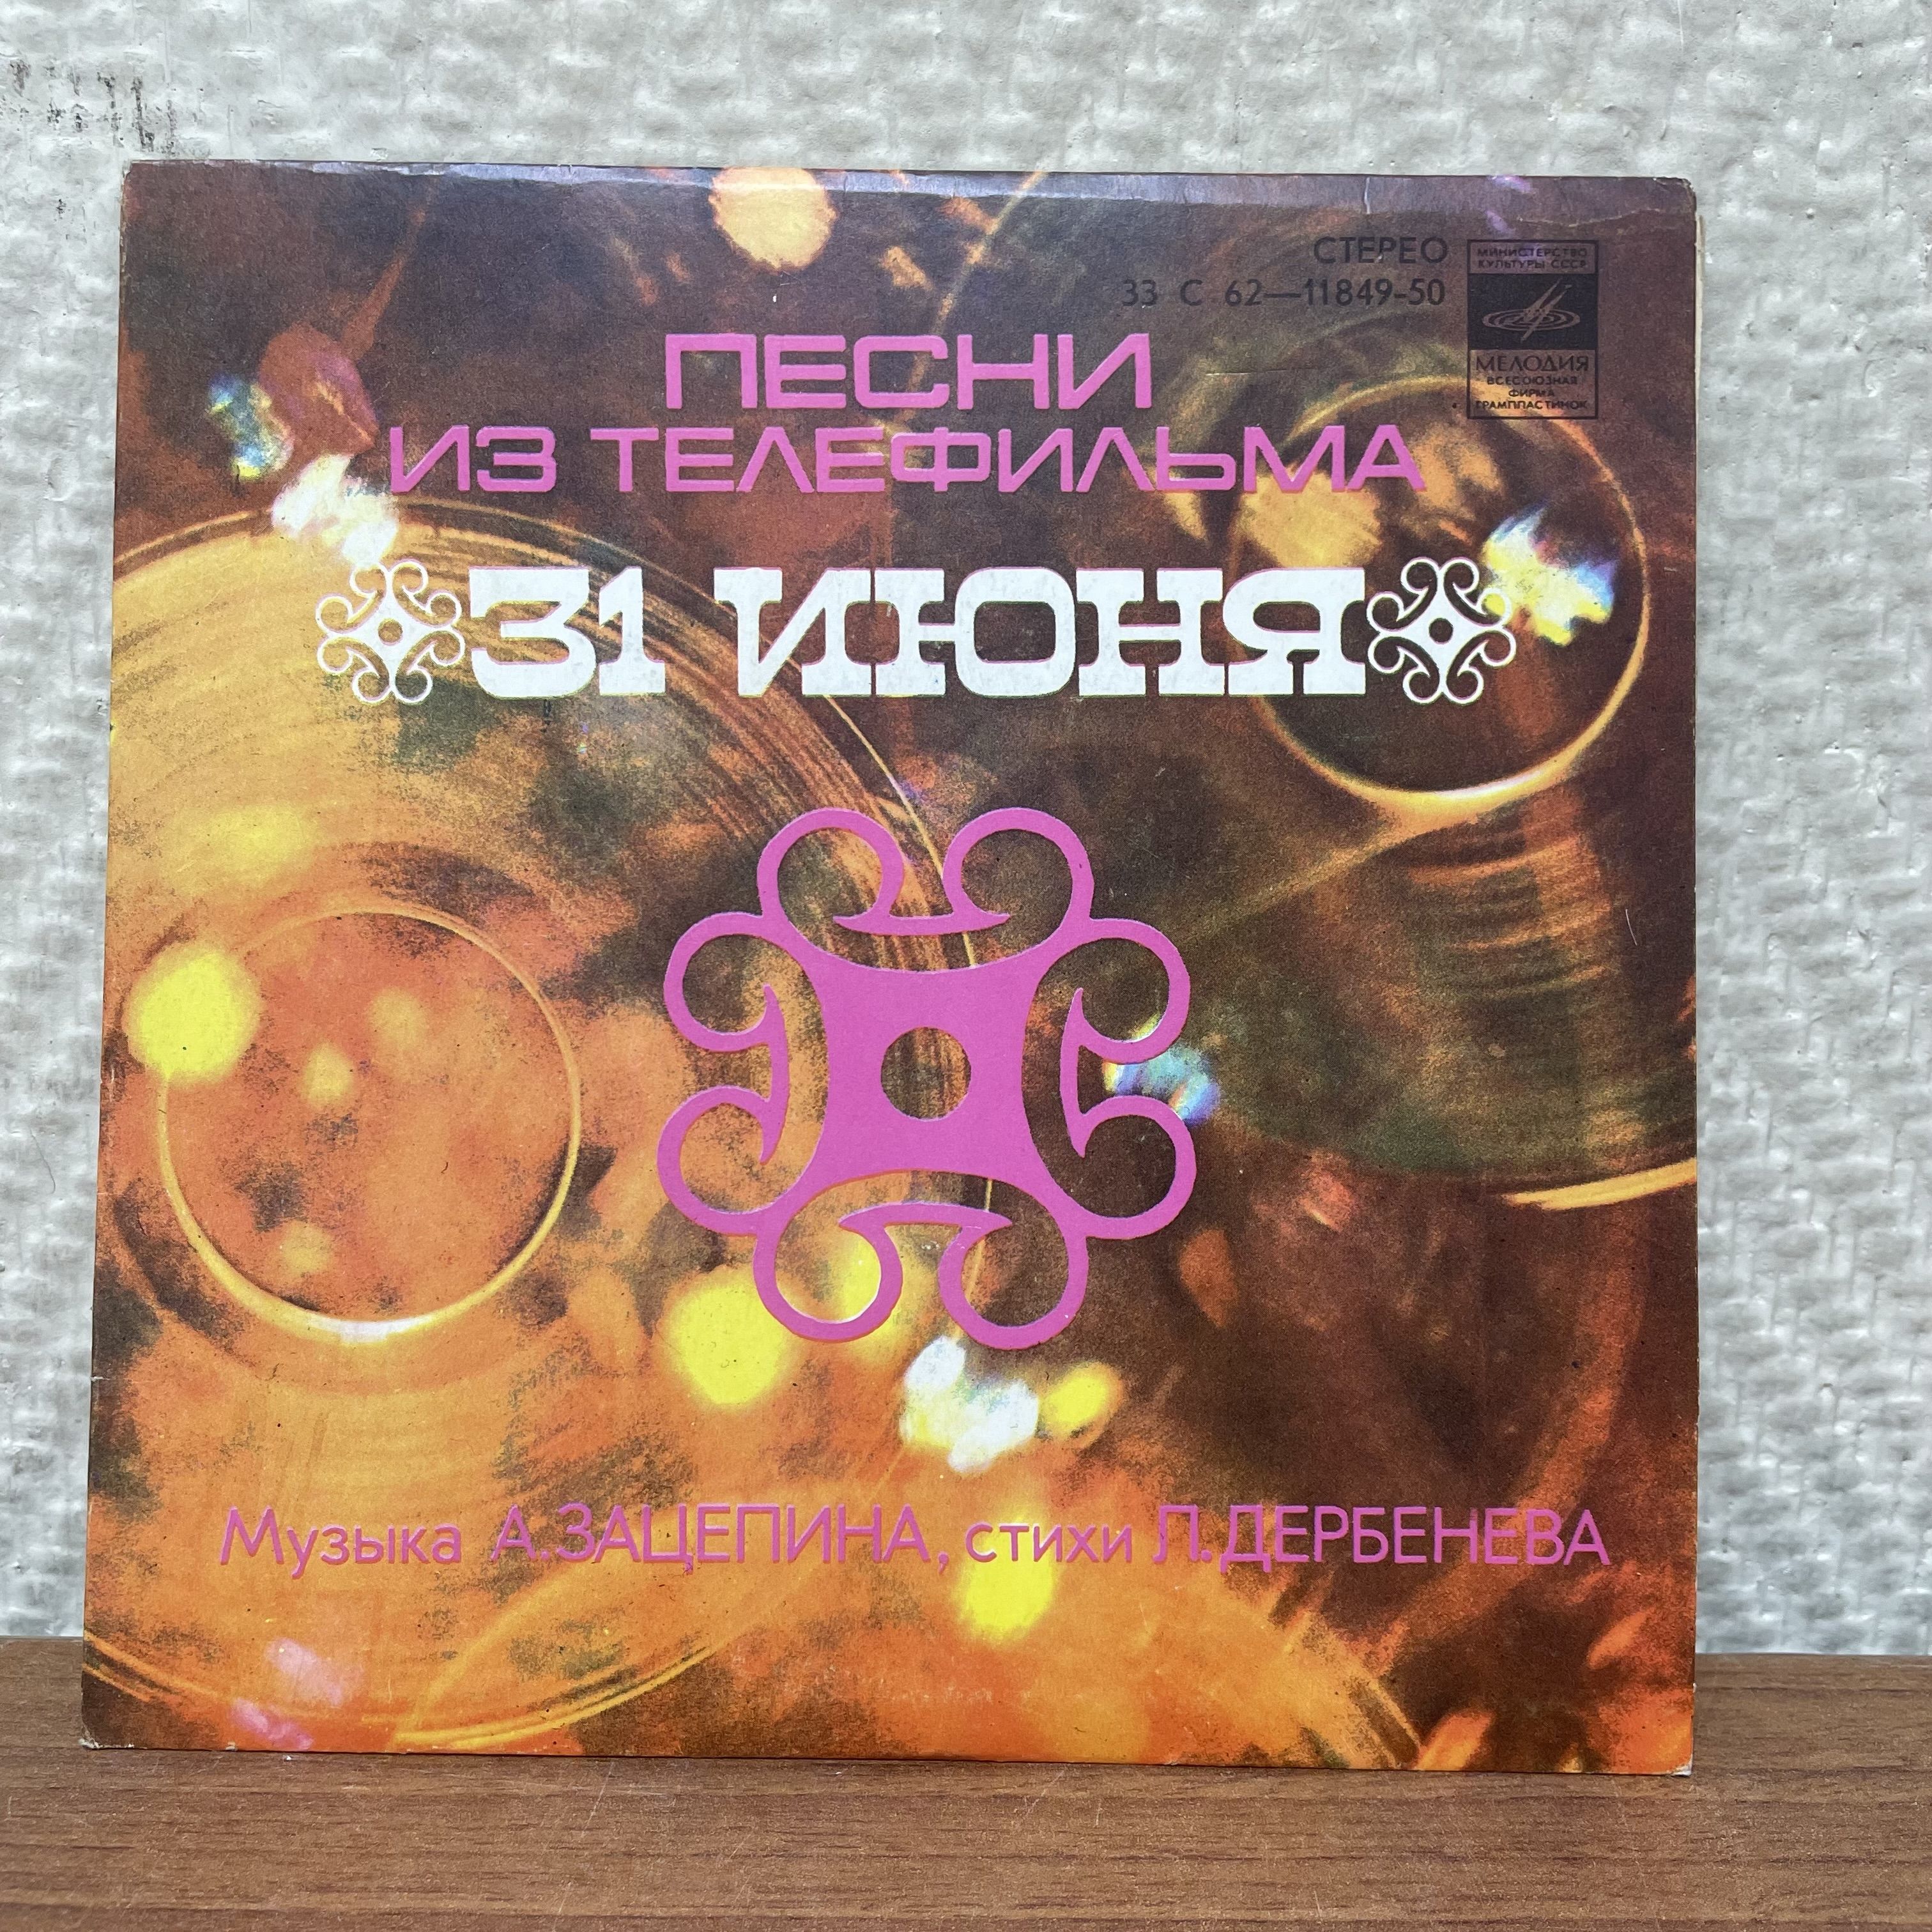 СТЕРЕО
33 С 62—11849-50
МИНИСТЕРСТВО
КУЛЬТУРЫ СССР
МЕЛОДИЯ
ВСЕСОЮЗНАЯ
ФИРМА
ГРАМПЛАСТИНОК
ПЕСНИ
ИЗ ТЕЛЕФИЛЬМА
31 ИЮНЯ
Музыка А.ЗАЦЕПИНА, стихи Л.ДЕРБЕНЕВА